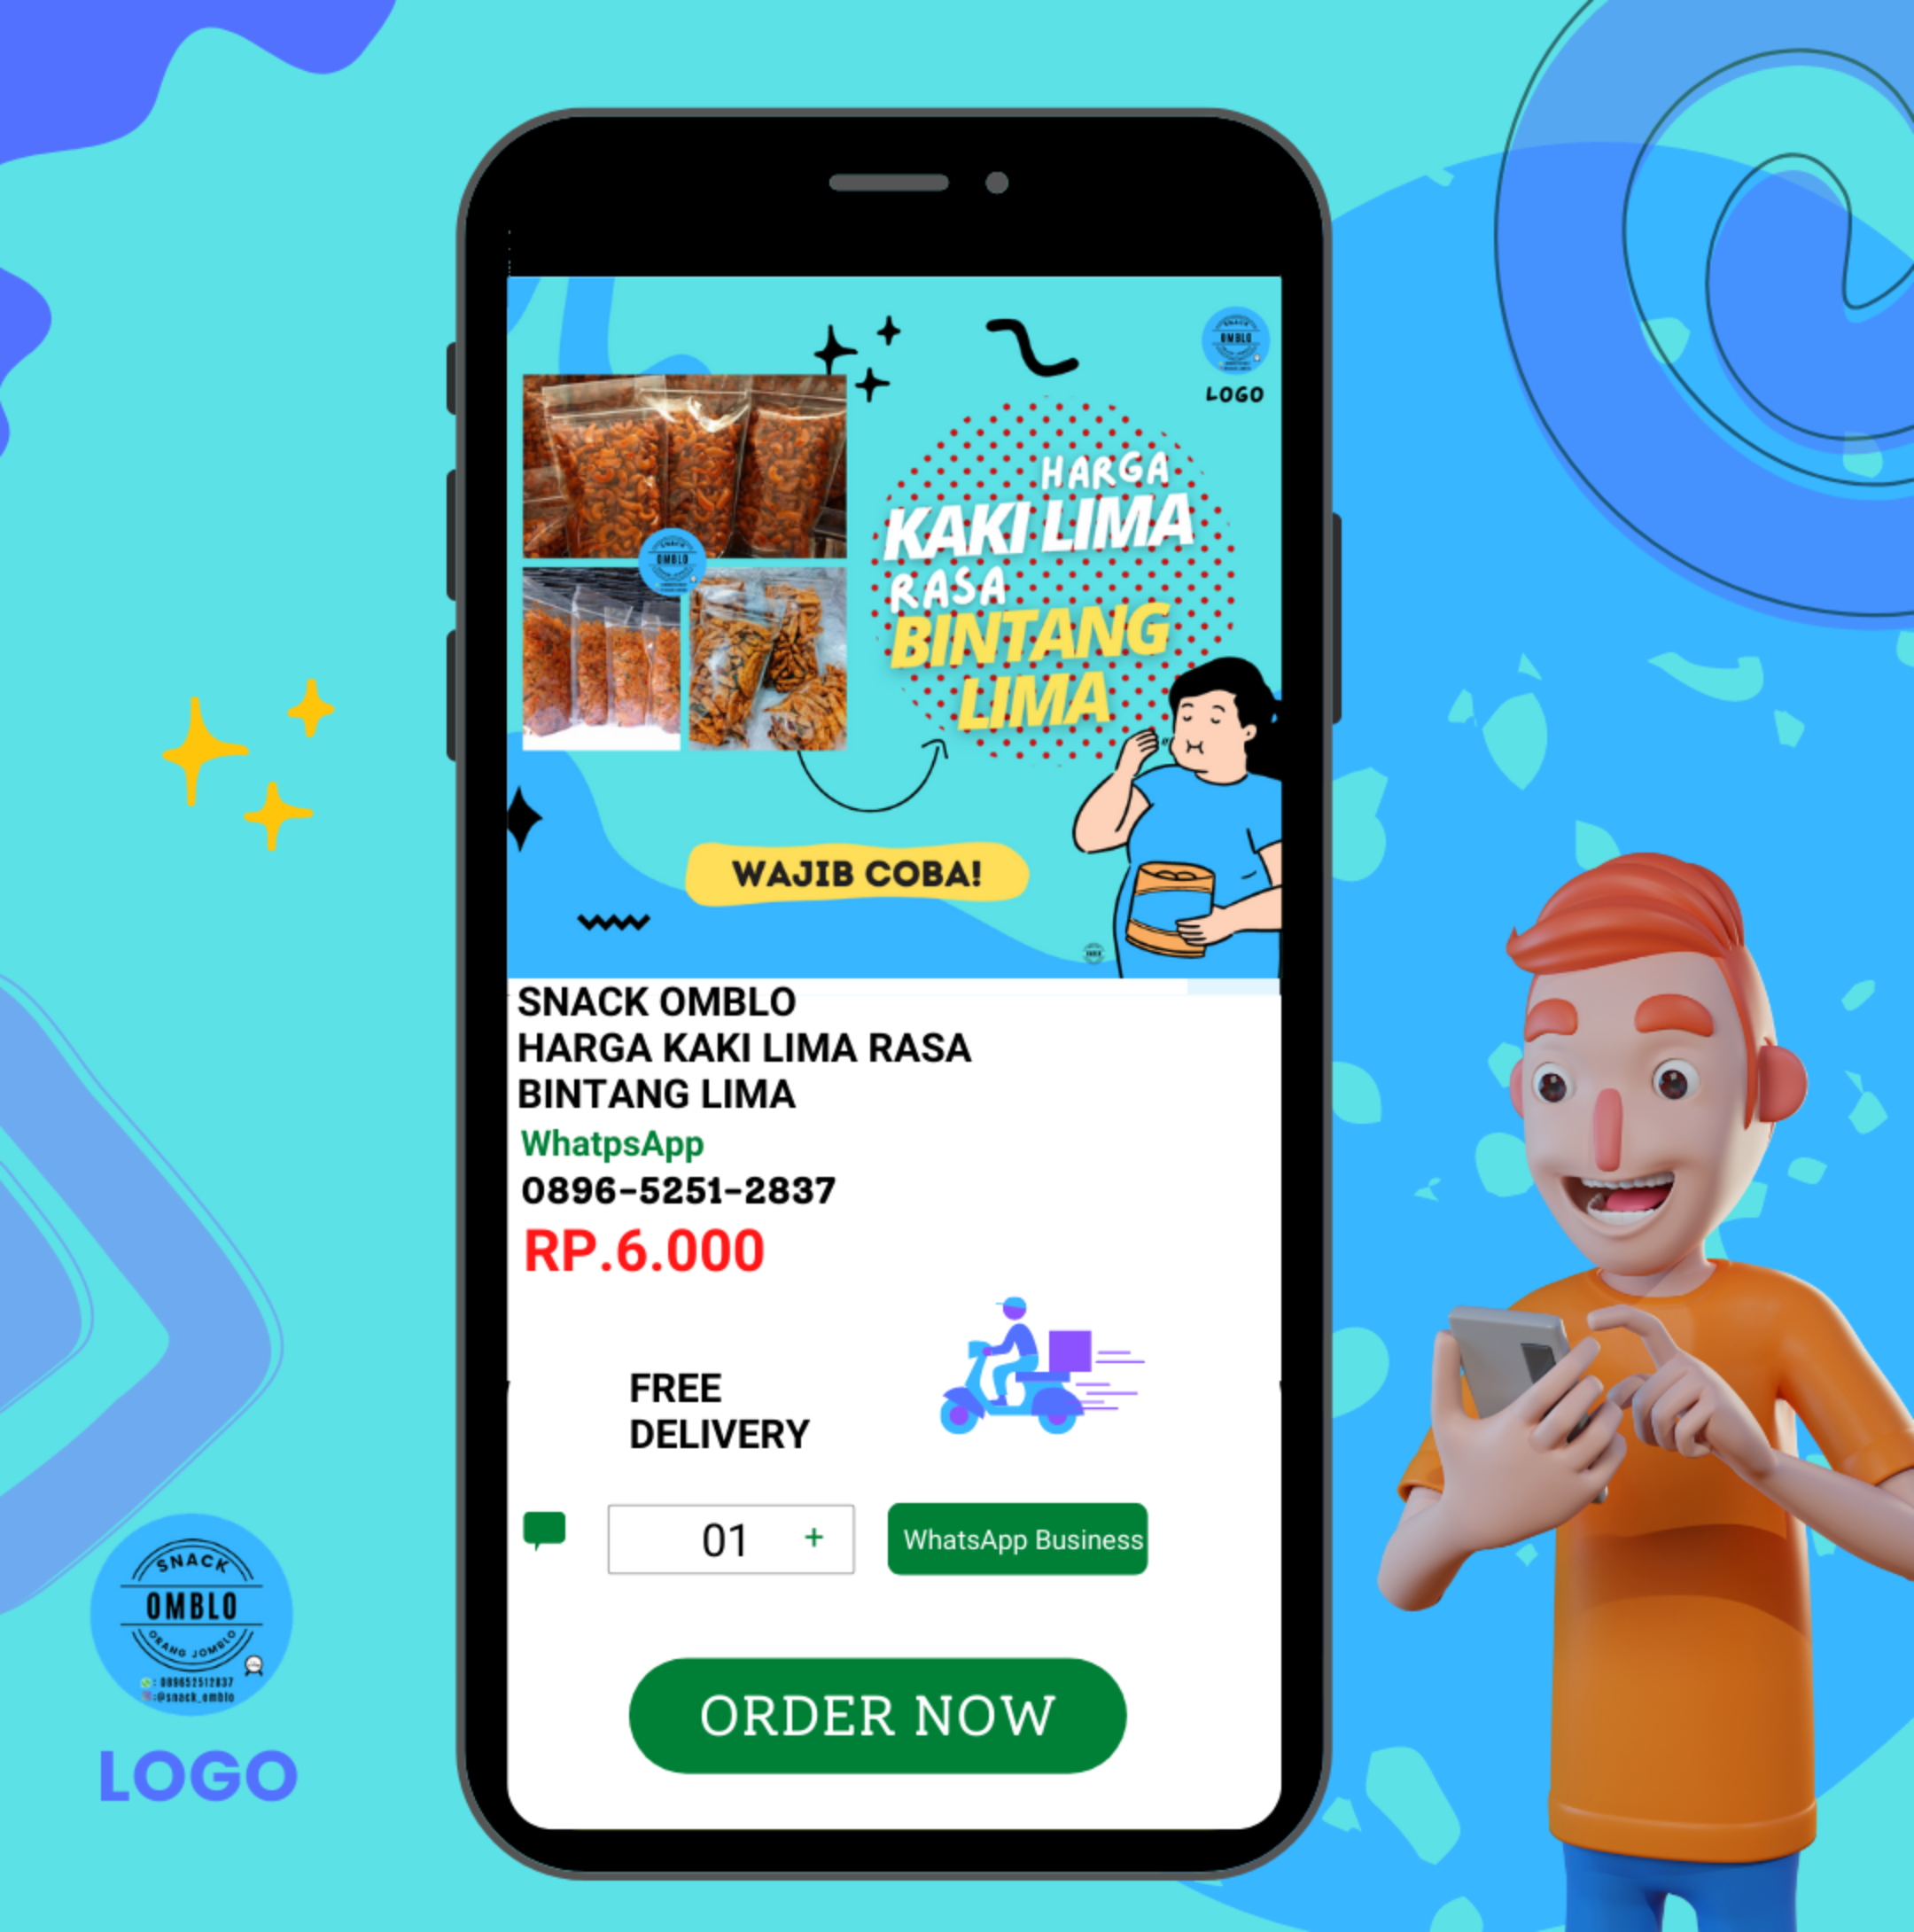 SNACK
OMBLO
LOGO
HARGA
KAKI LIMA
RASA
BINTANG
LIMA
OMBLO
WAJIB COBA!
SNACK OMBLO
HARGA KAKI LIMA RASA
BINTANG LIMA
WhatpsApp
0896-5251-2837
RP.6.000
FREE
DELIVERY
01 +
WhatsApp Business
ORDER NOW
SNACK
OMBLO
ORANG JOMBLO
: 089652512837
:@snack_omblo
LOGO